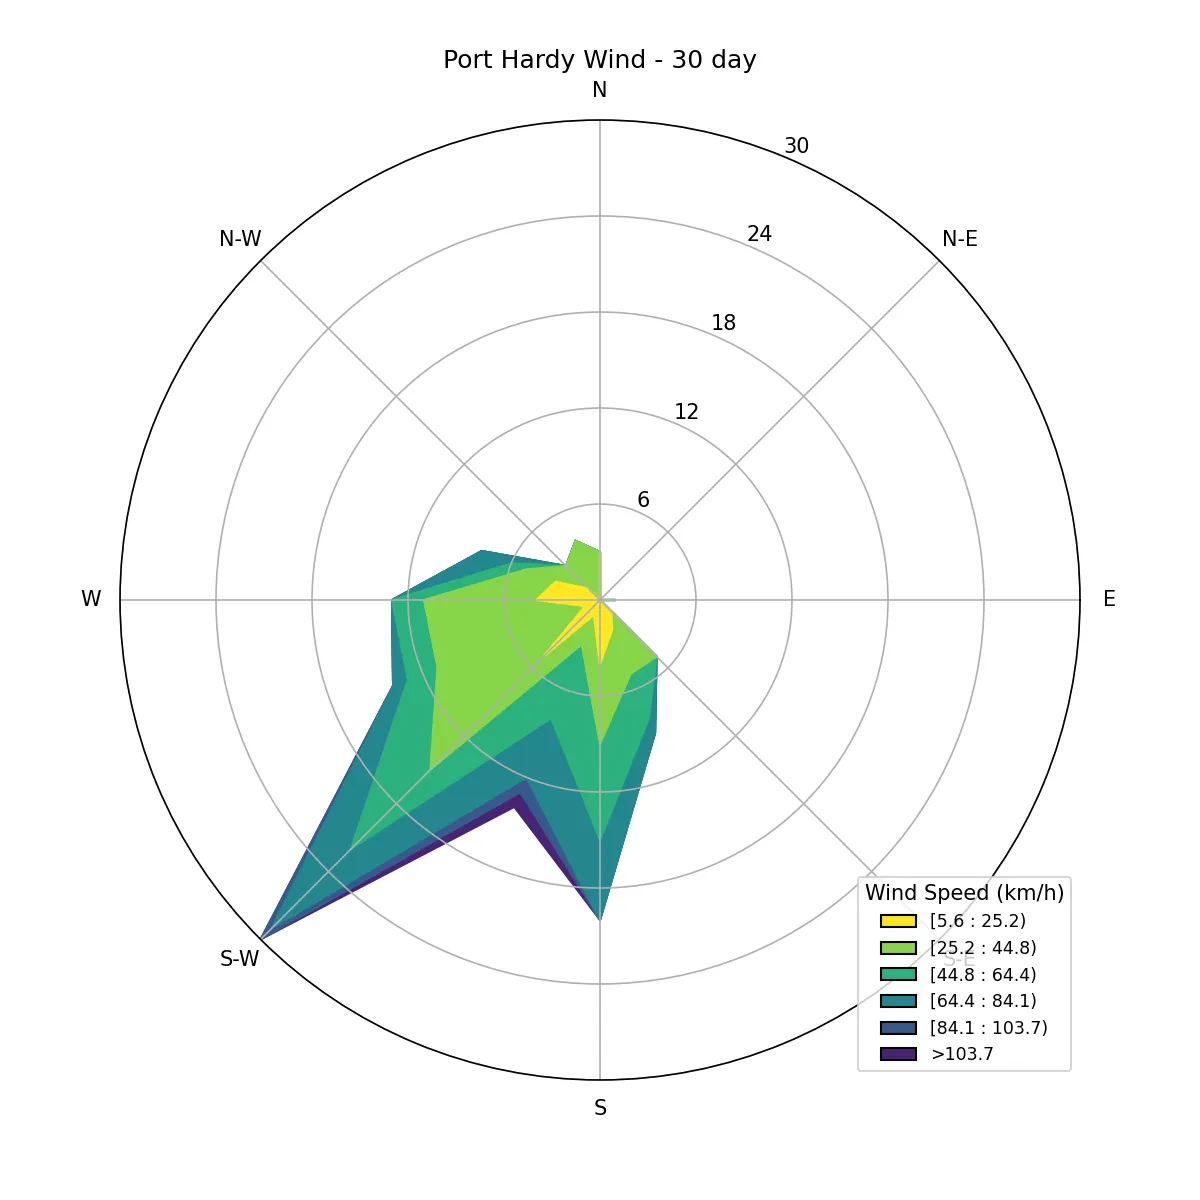 Port Hardy Wind - 30 day
N
30
N-W
24
N-E
18
12
6
W
E
S-W
S-E
S
Wind Speed (km/h)
[5.6 : 25.2)
[25.2 : 44.8)
[44.8 : 64.4)
[64.4 : 84.1)
[84.1 : 103.7)
>103.7